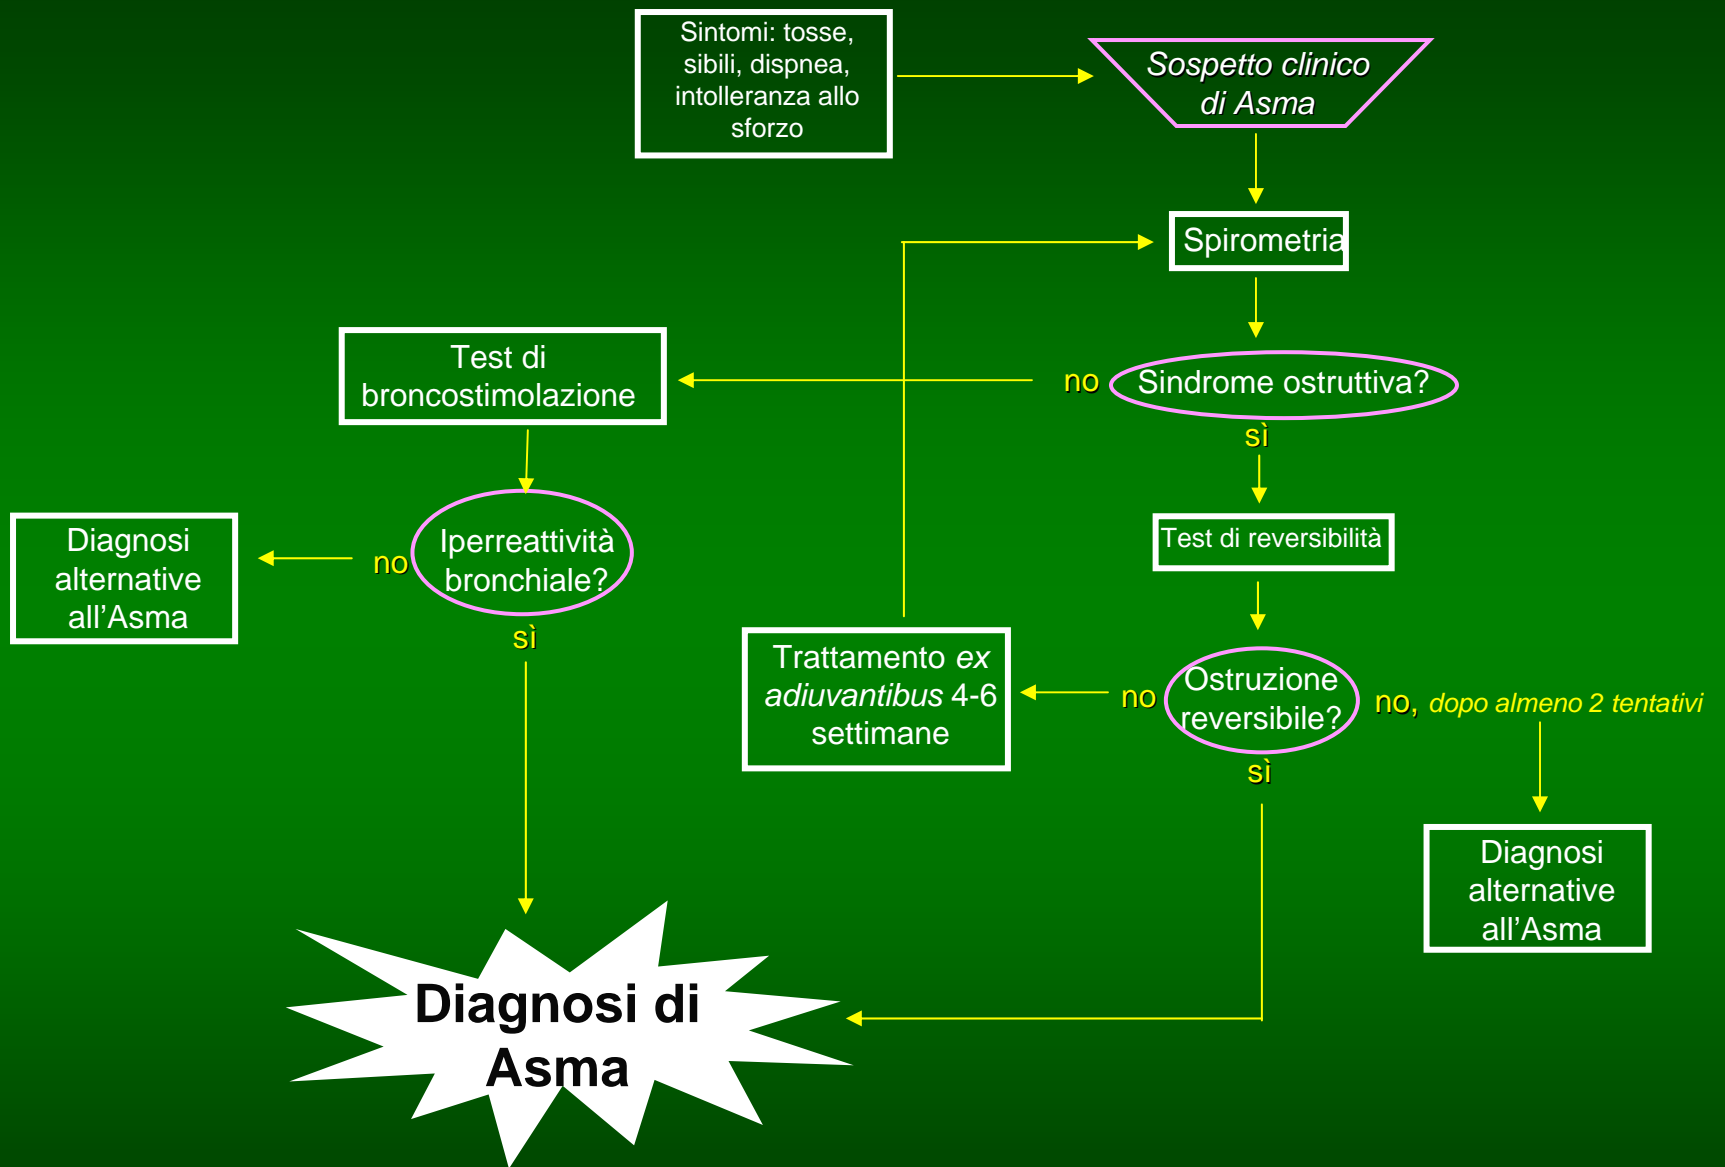 Sintomi: tosse,
sibili, dispnea,
intolleranza allo
sforzo
Sospetto clinico
di Asma
Spirometria
Sindrome ostruttiva?
no
sì
Test di
broncostimolazione
Iperreattività
bronchiale?
no
sì
Diagnosi
alternative
all'Asma
Test di reversibilità
Ostruzione
reversibile?
no
sì
no, dopo almeno 2 tentativi
Trattamento ex
adiuvantibus 4-6
settimane
Diagnosi
alternative
all'Asma
Diagnosi di
Asma